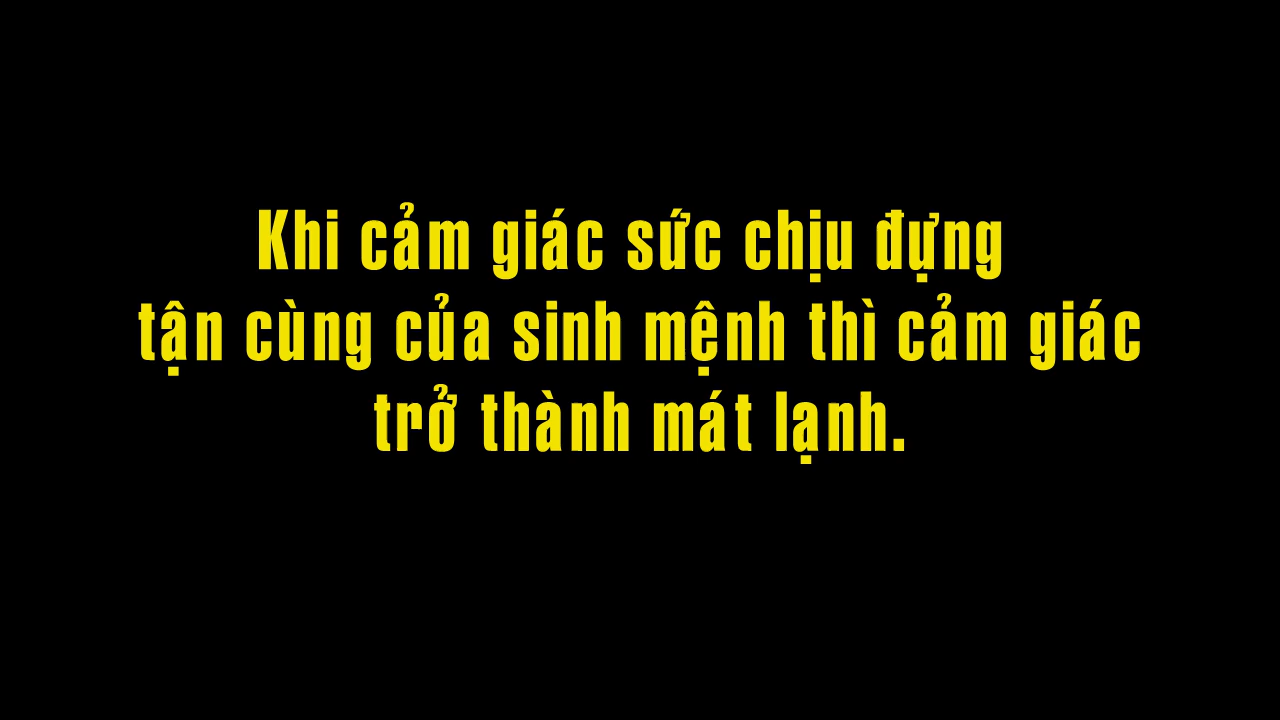 Khi cảm giác sức chịu đựng
tận cùng của sinh mệnh thì cảm giác
trở thành mát lạnh.